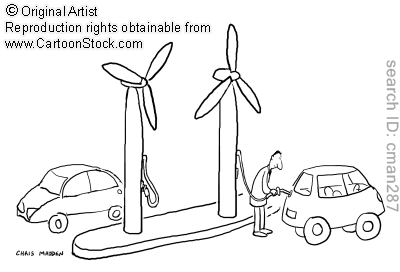 © Original Artist
Reproduction rights obtainable from
www.CartoonStock.com
search ID: cman287
CHRIS MADDEN